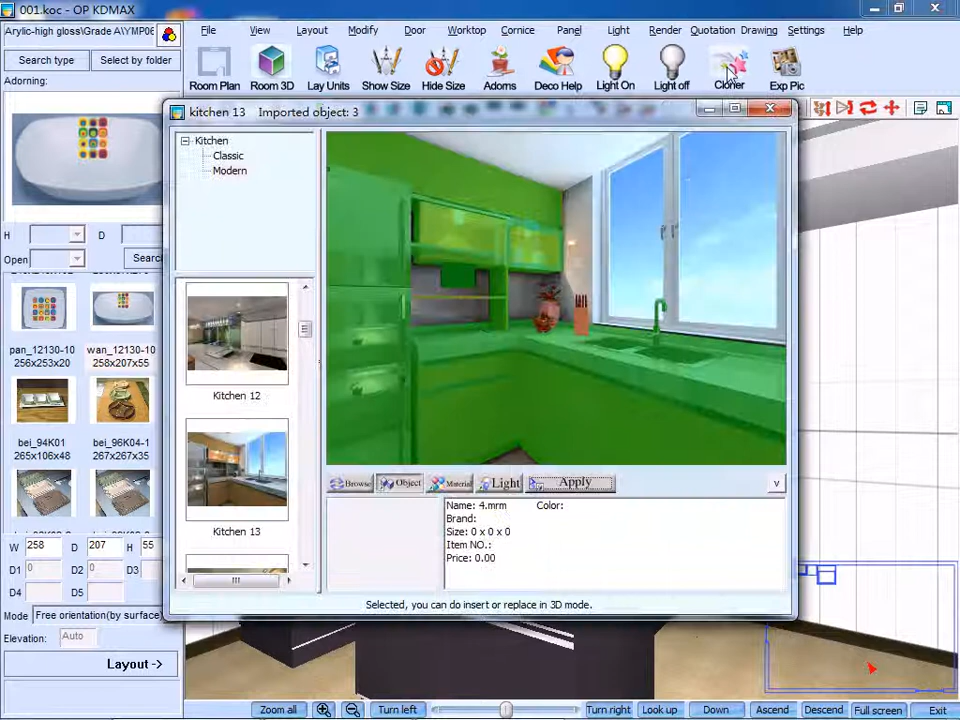 001.koc - OP KDMAX
Arylic-high gloss\Grade A\YMP06
File View Layout Modify Door Worktop Cornice Panel Light Render Quotation Drawing Settings Help
Search type Select by folder
Room Plan Room 3D Lay Units Show Size Hide Size Adorns Deco Help Light On Light off Cloner Exp Pic
Adorning:
kitchen 13 Imported object: 3
Kitchen
Classic
Modern
H D
Open Search
Kitchen 12
pan_12130-10 wan_12130-10
256x253x20 258x207x55
bei_94K01 bei_96K04-1
265x106x48 267x267x35
Kitchen 13
Browse Object Material Light Apply v
Name: 4.mrm Color:
Brand:
Size: 0 x 0 x 0
Item NO.:
Price: 0.00
W 258 D 207 H 55
D1 0 D2 0 D3
D4 D5
Mode Free orientation(by surface)
Elevation: Auto
Selected, you can do insert or replace in 3D mode.
Layout ->
Zoom all Turn left Turn right Look up Down Ascend Descend Full screen Exit